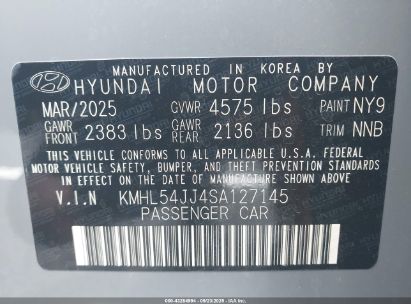 MANUFACTURED IN KOREA
HYUNDAI MOTOR COMPANY
MAR/2025 GVWR 4575 lbs PAINT NY9
GAWR FRONT 2383 lbs GAWR REAR 2136 lbs TRIM NNB
THIS VEHICLE CONFORMS TO ALL APPLICABLE U.S.A. FEDERAL
MOTOR VEHICLE SAFETY, BUMPER, AND THEFT PREVENTION STANDARDS
IN EFFECT ON THE DATE OF MANUFACTURE SHOWN ABOVE
V.I.N KMHL54JJ4SA127145
PASSENGER CAR